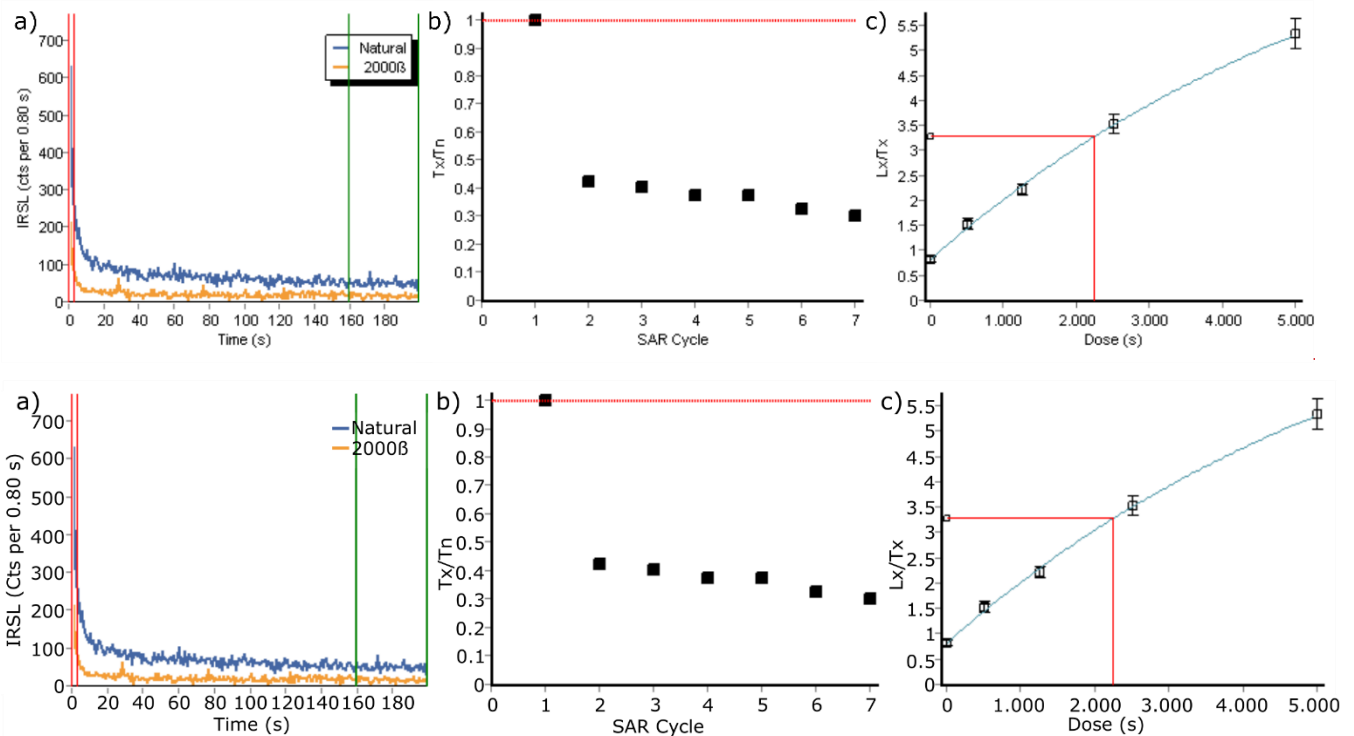 a)
IRSL (cts per 0.80 s)
700
600
500
400
300
200
100
0
Natural
2000ß
0 20 40 60 80 100 120 140 160 180
Time (s)
b)
Tx/Tn
1
0.9
0.8
0.7
0.6
0.5
0.4
0.3
0.2
0.1
0
0 1 2 3 4 5 6 7
SAR Cycle
c)
Lx/Tx
5.5
5
4.5
4
3.5
3
2.5
2
1.5
1
0.5
0
0 1.000 2.000 3.000 4.000 5.000
Dose (s)
a)
IRSL (Cts per 0.80 s)
700
600
500
400
300
200
100
0
Natural
2000ß
0 20 40 60 80 100 120 140 160 180
Time (s)
b)
Tx/Tn
1
0.9
0.8
0.7
0.6
0.5
0.4
0.3
0.2
0.1
0
0 1 2 3 4 5 6 7
SAR Cycle
c)
Lx/Tx
5.5
5
4.5
4
3.5
3
2.5
2
1.5
1
0.5
0
0 1.000 2.000 3.000 4.000 5.000
Dose (s)